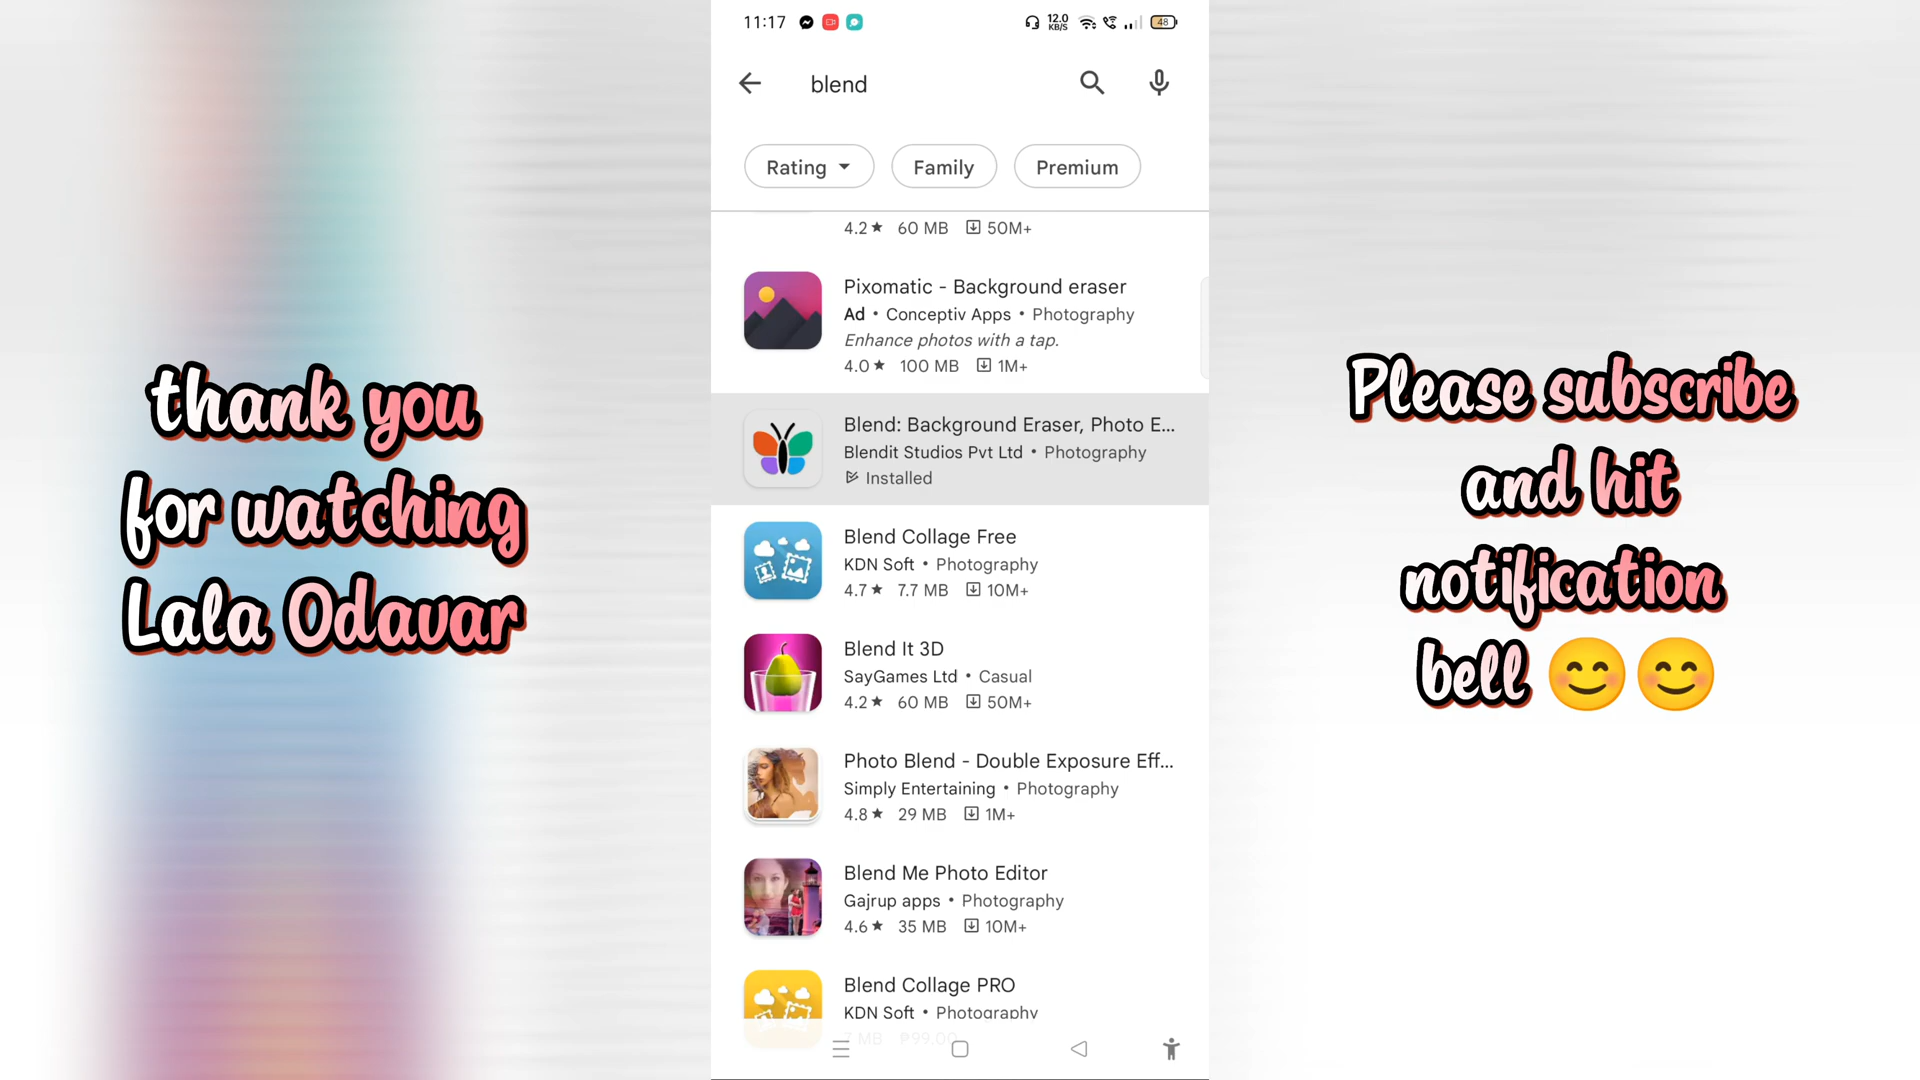 thank you
for watching
Lala Odavar
11:17
12.0
KB/S
48
blend
Rating
Family
Premium
4.2★ 60 MB 50M+
Pixomatic - Background eraser
Ad • Conceptiv Apps • Photography
Enhance photos with a tap.
4.0★ 100 MB 1M+
Blend: Background Eraser, Photo E...
Blendit Studios Pvt Ltd • Photography
Installed
Blend Collage Free
KDN Soft • Photography
4.7★ 7.7 MB 10M+
Blend It 3D
SayGames Ltd • Casual
4.2★ 60 MB 50M+
Photo Blend - Double Exposure Eff...
Simply Entertaining • Photography
4.8★ 29 MB 1M+
Blend Me Photo Editor
Gajrup apps • Photography
4.6★ 35 MB 10M+
Blend Collage PRO
KDN Soft • Photography
MB ₱99.00
Please subscribe
and hit
notification
bell 😊😊